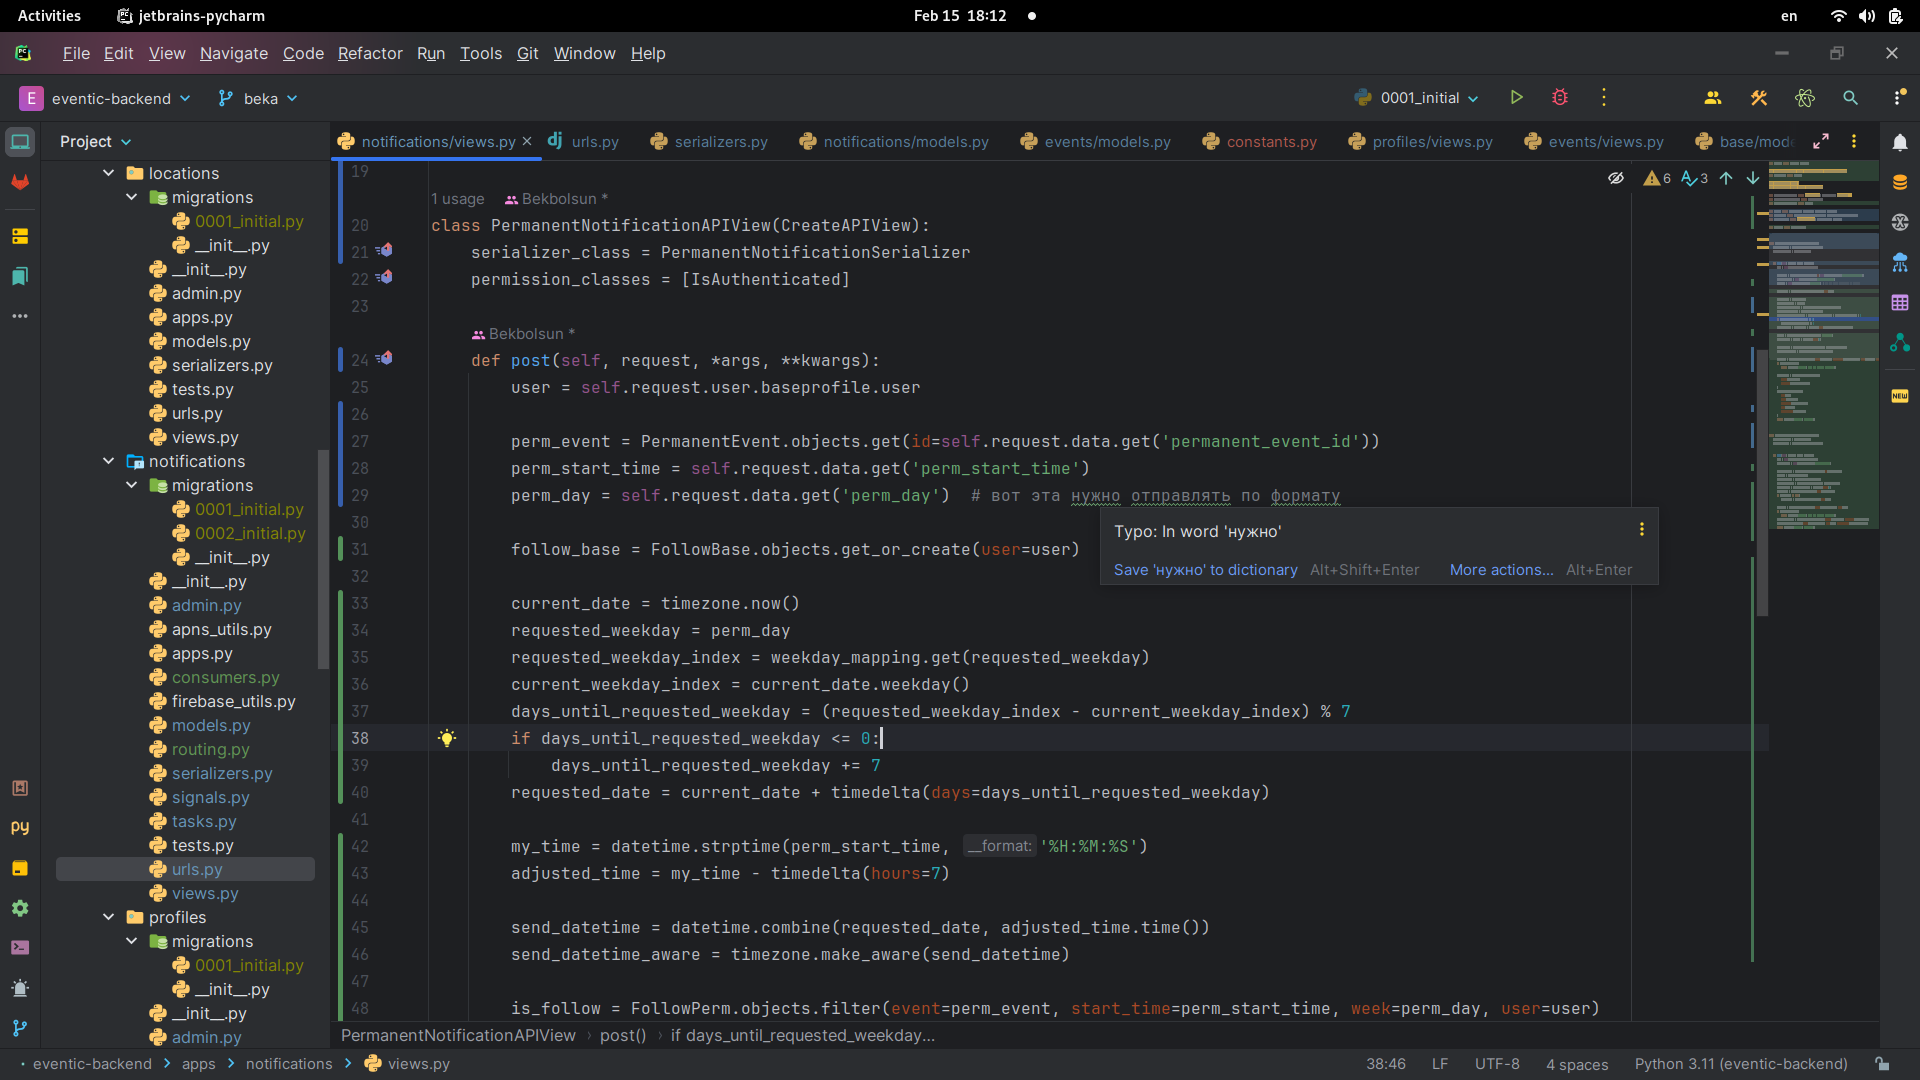 Activities jetbrains-pycharm Feb 15 18:12 en
File Edit View Navigate Code Refactor Run Tools Git Window Help
E eventic-backend beka 0001_initial
Project
notifications/views.py urls.py serializers.py notifications/models.py events/models.py constants.py profiles/views.py events/views.py base/mode
locations
migrations
0001_initial.py
__init__.py
__init__.py
admin.py
apps.py
models.py
serializers.py
tests.py
urls.py
views.py
notifications
migrations
0001_initial.py
0002_initial.py
__init__.py
__init__.py
admin.py
apns_utils.py
apps.py
consumers.py
firebase_utils.py
models.py
routing.py
serializers.py
signals.py
tasks.py
tests.py
urls.py
views.py
profiles
migrations
0001_initial.py
__init__.py
__init__.py
admin.py
6 3
19
1 usage Bekbolsun *
20 class PermanentNotificationAPIView(CreateAPIView):
21 serializer_class = PermanentNotificationSerializer
22 permission_classes = [IsAuthenticated]
23
Bekbolsun *
24 def post(self, request, *args, **kwargs):
25 user = self.request.user.baseprofile.user
26
27 perm_event = PermanentEvent.objects.get(id=self.request.data.get('permanent_event_id'))
28 perm_start_time = self.request.data.get('perm_start_time')
29 perm_day = self.request.data.get('perm_day')  # вот эта нужно отправлять по формату
30
Typo: In word 'нужно'
Save 'нужно' to dictionary Alt+Shift+Enter More actions... Alt+Enter
31 follow_base = FollowBase.objects.get_or_create(user=user)
32
33 current_date = timezone.now()
34 requested_weekday = perm_day
35 requested_weekday_index = weekday_mapping.get(requested_weekday)
36 current_weekday_index = current_date.weekday()
37 days_until_requested_weekday = (requested_weekday_index - current_weekday_index) % 7
38 if days_until_requested_weekday <= 0:
39 days_until_requested_weekday += 7
40 requested_date = current_date + timedelta(days=days_until_requested_weekday)
41
42 my_time = datetime.strptime(perm_start_time, __format: '%H:%M:%S')
43 adjusted_time = my_time - timedelta(hours=7)
44
45 send_datetime = datetime.combine(requested_date, adjusted_time.time())
46 send_datetime_aware = timezone.make_aware(send_datetime)
47
48 is_follow = FollowPerm.objects.filter(event=perm_event, start_time=perm_start_time, week=perm_day, user=user)
PermanentNotificationAPIView › post() › if days_until_requested_weekday...
eventic-backend > apps > notifications > views.py 38:46 LF UTF-8 4 spaces Python 3.11 (eventic-backend)
py
NEW